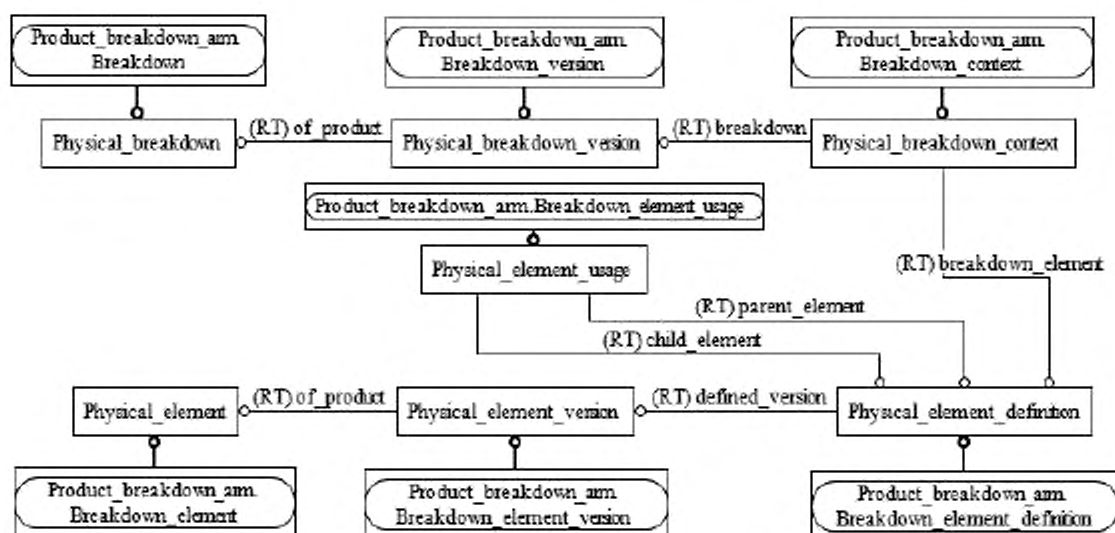 Product_breakdown_arm.
Breakdown
Product_breakdown_arm.
Breakdown_version
Product_breakdown_arm.
Breakdown_context
Physical_breakdown
(RT) of_product
Physical_breakdown_version
(RT) breakdown
Physical_breakdown_context
Product_breakdown_arm.Breakdown_element_usage
Physical_element_usage
(RT) breakdown_element
(RT) parent_element
(RT) child_element
Physical_element
(RT) of_product
Physical_element_version
(RT) defined_version
Physical_element_definition
Product_breakdown_arm.
Breakdown_element
Product_breakdown_arm.
Breakdown_element_version
Product_breakdown_arm.
Breakdown_element_definition